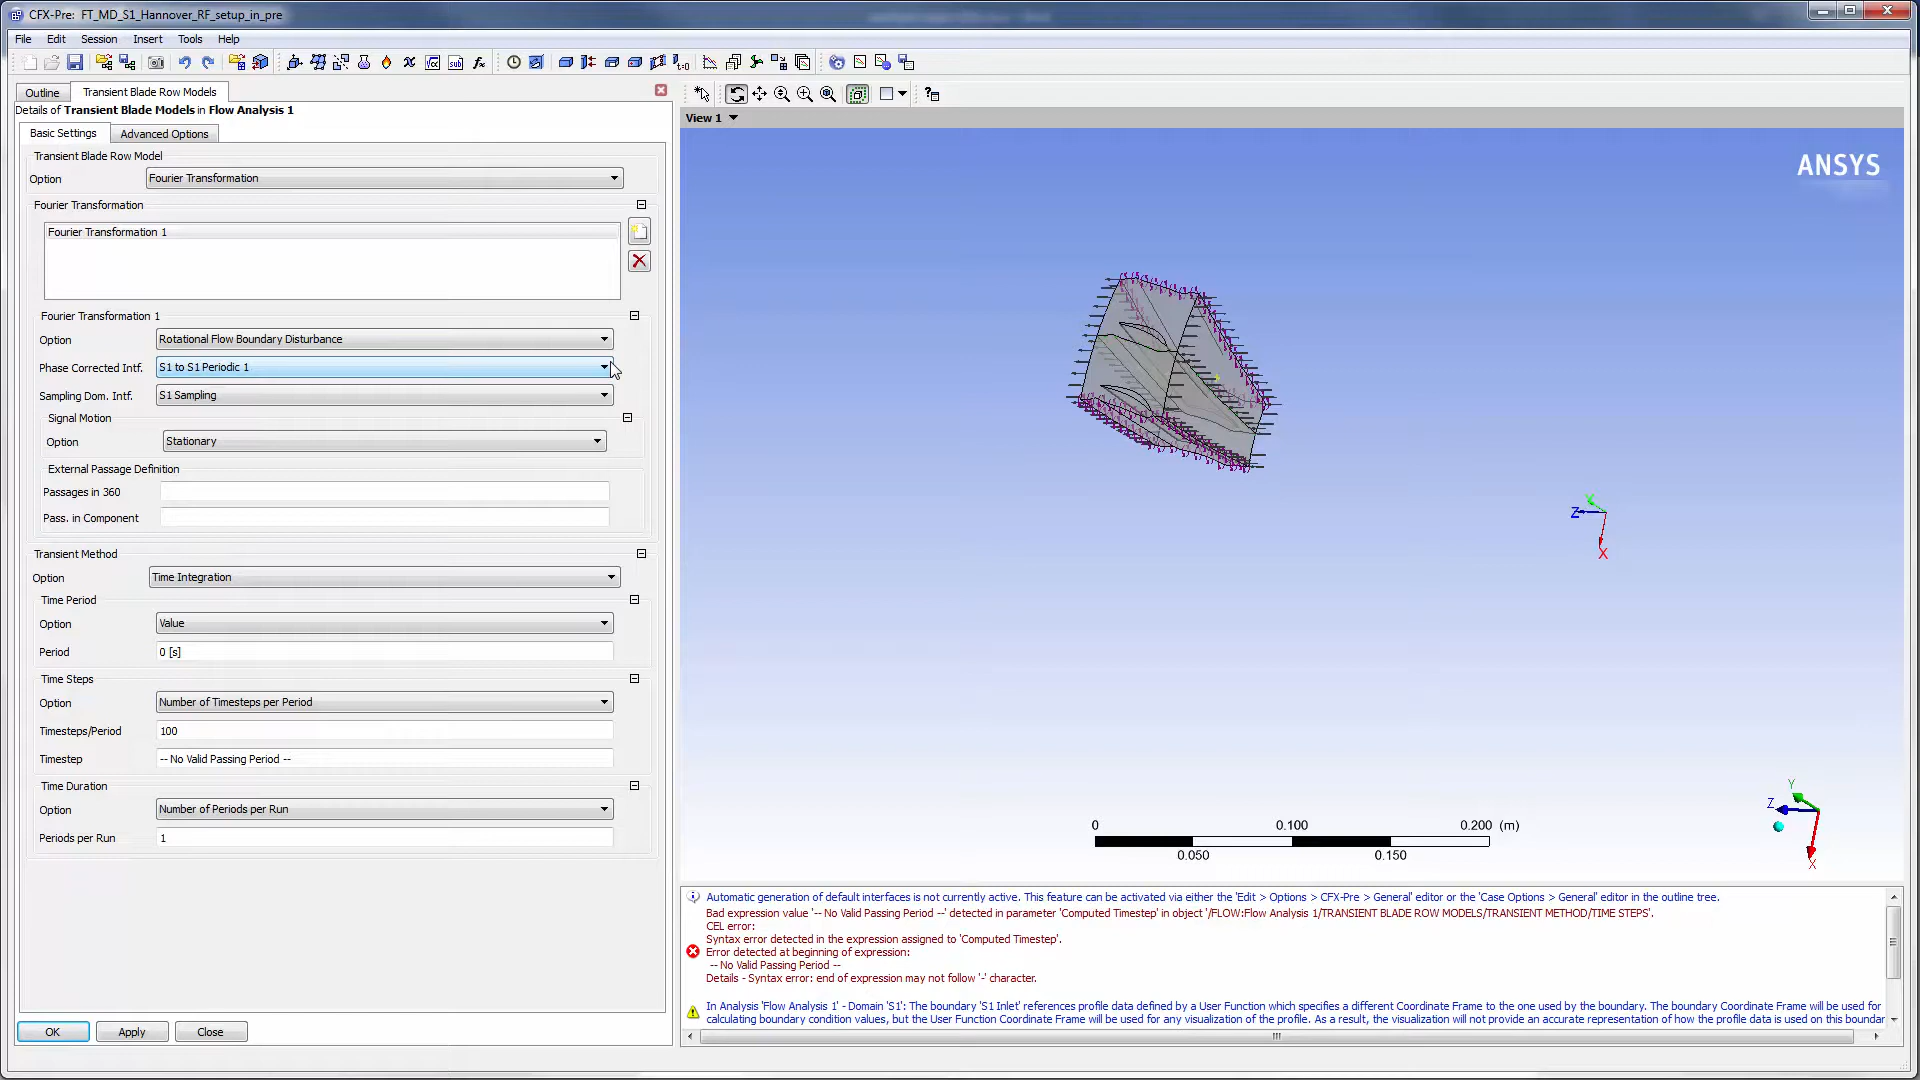 CFX-Pre: FT_MD_S1_Hannover_RF_setup_in_pre
File Edit Session Insert Tools Help
Outline Transient Blade Row Models
Details of Transient Blade Models in Flow Analysis 1
Basic Settings Advanced Options
Transient Blade Row Model
Option Fourier Transformation
Fourier Transformation
Fourier Transformation 1
Fourier Transformation 1
Option Rotational Flow Boundary Disturbance
Phase Corrected Intf. S1 to S1 Periodic 1
Sampling Dom. Intf. S1 Sampling
Signal Motion
Option Stationary
External Passage Definition
Passages in 360
Pass. in Component
Transient Method
Option Time Integration
Time Period
Option Value
Period 0 [s]
Time Steps
Option Number of Timesteps per Period
Timesteps/Period 100
Timestep -- No Valid Passing Period --
Time Duration
Option Number of Periods per Run
Periods per Run 1
OK Apply Close
View 1
ANSYS
Y
Z
X
Y
Z
X
0 0.100 0.200 (m)
0.050 0.150
Automatic generation of default interfaces is not currently active. This feature can be activated via either the 'Edit > Options > CFX-Pre > General' editor or the 'Case Options > General' editor in the outline tree.
Bad expression value '-- No Valid Passing Period --' detected in parameter 'Computed Timestep' in object '/FLOW:Flow Analysis 1/TRANSIENT BLADE ROW MODELS/TRANSIENT METHOD/TIME STEPS'.
CEL error:
Syntax error detected in the expression assigned to 'Computed Timestep'.
Error detected at beginning of expression:
-- No Valid Passing Period --
Details - Syntax error: end of expression may not follow '-' character.
In Analysis 'Flow Analysis 1' - Domain 'S1': The boundary 'S1 Inlet' references profile data defined by a User Function which specifies a different Coordinate Frame to the one used by the boundary. The boundary Coordinate Frame will be used for
calculating boundary condition values, but the User Function Coordinate Frame will be used for any visualization of the profile. As a result, the visualization will not provide an accurate representation of how the profile data is used on this boundar